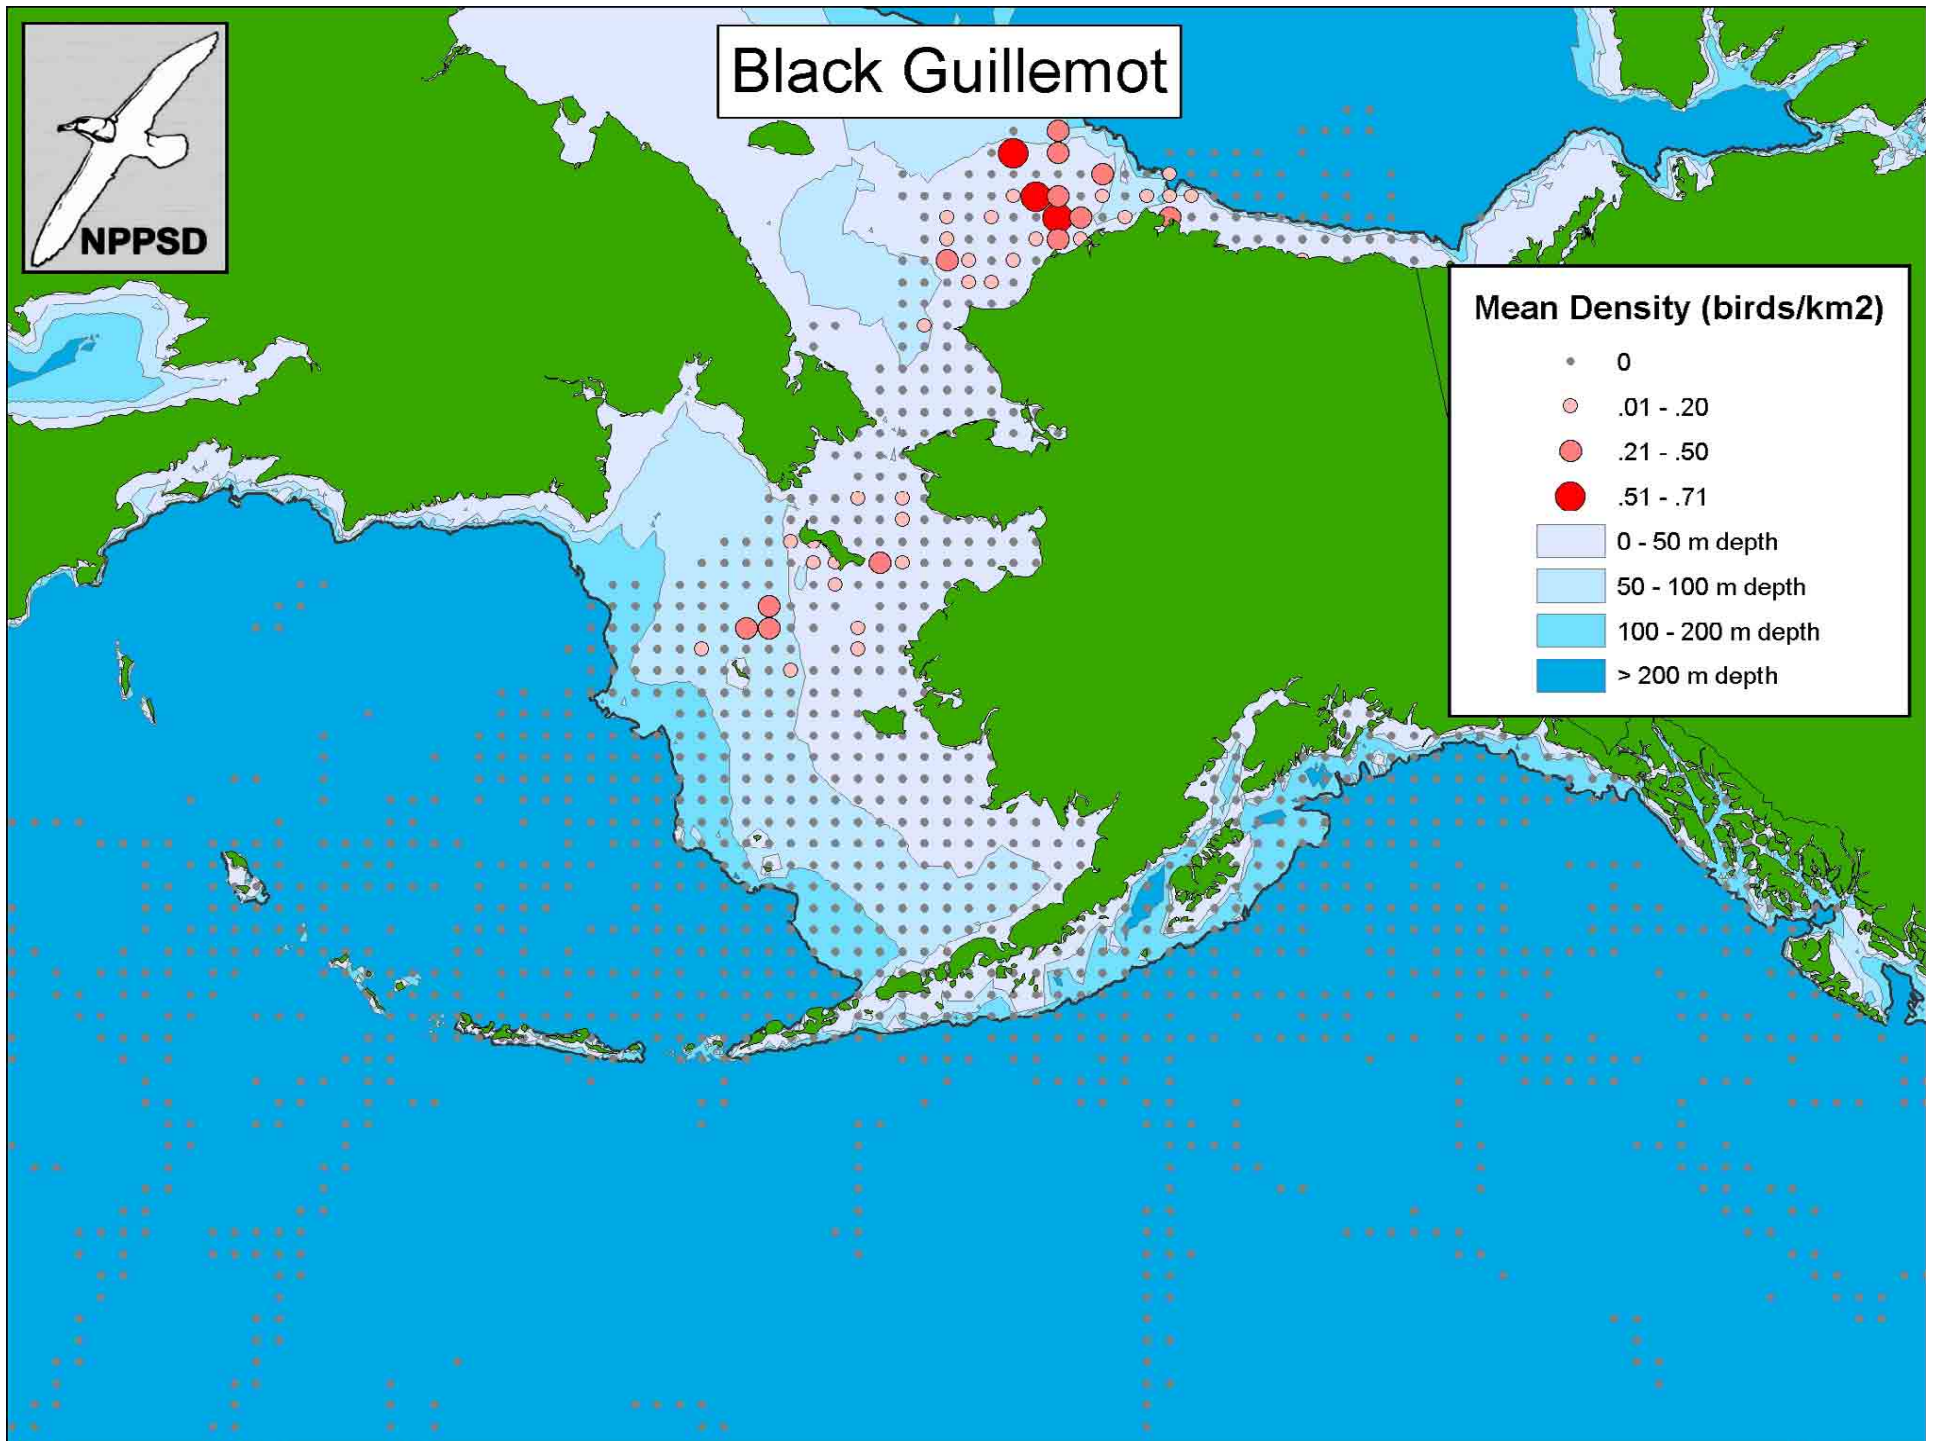 Black Guillemot
NPPSD
Mean Density (birds/km2)
0
.01 - .20
.21 - .50
.51 - .71
0 - 50 m depth
50 - 100 m depth
100 - 200 m depth
> 200 m depth